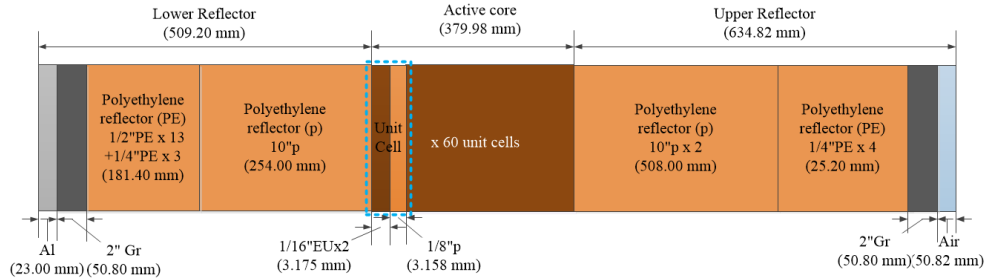 Lower Reflector
(509.20 mm)
Active core
(379.98 mm)
Upper Reflector
(634.82 mm)
Polyethylene
reflector (PE)
1/2"PE x 13
+1/4"PE x 3
(181.40 mm)
Polyethylene
reflector (p)
10"p
(254.00 mm)
Unit
Cell
x 60 unit cells
Polyethylene
reflector (p)
10"p x 2
(508.00 mm)
Polyethylene
reflector (PE)
1/4"PE x 4
(25.20 mm)
Al
(23.00 mm)
2" Gr
(50.80 mm)
1/16"EUx2
(3.175 mm)
1/8"p
(3.158 mm)
2"Gr
(50.80 mm)
Air
(50.82 mm)